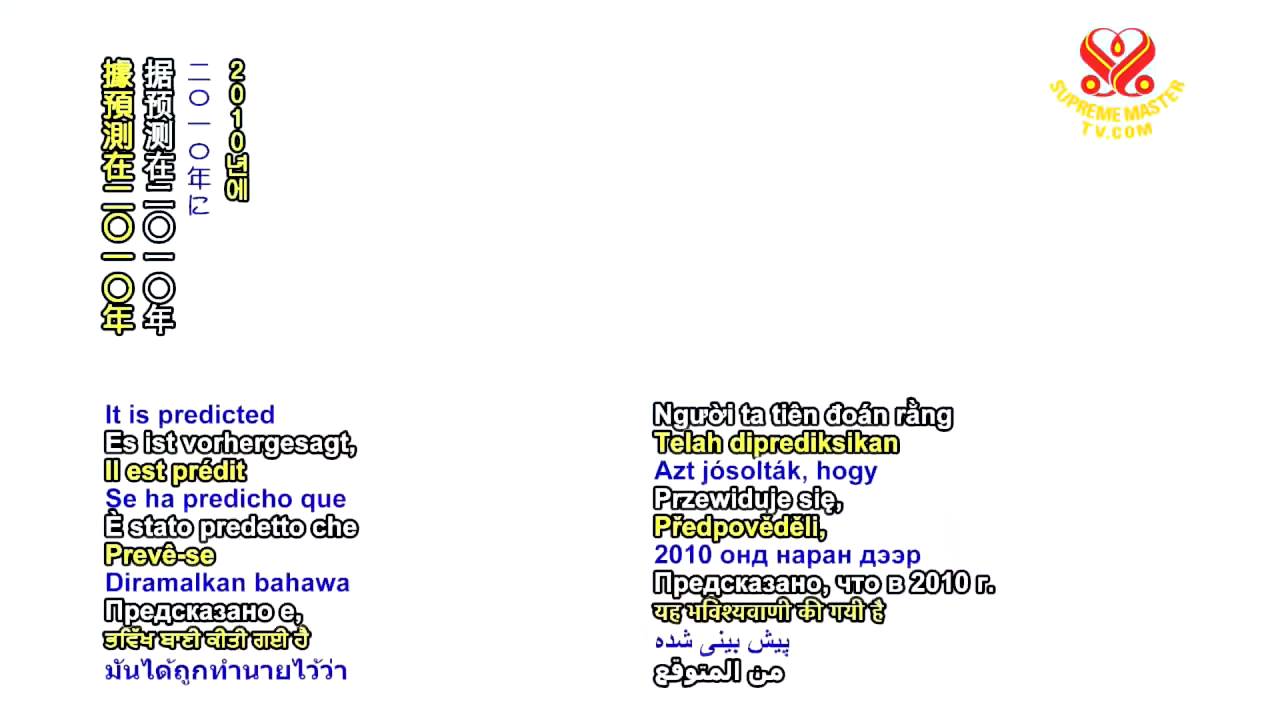 據預測在二〇一〇年
据预测在二〇一〇年
二〇一〇年に
2010년에
SUPREME MASTER
TV.COM
It is predicted
Es ist vorhergesagt,
Il est prédit
Se ha predicho que
È stato predetto che
Prevê-se
Diramalkan bahawa
Предсказано е,
ਭਵਿੱਖ ਬਾਣੀ ਕੀਤੀ ਗਈ ਹੈ
มันได้ถูกทำนายไว้ว่า
Người ta tiên đoán rằng
Telah diprediksikan
Azt jósolták, hogy
Przewiduje się,
Předpověděli,
2010 онд наран дээр
Предсказано, что в 2010 г.
यह भविश्यवाणी की गयी है
پیش بینی شده
من المتوقع